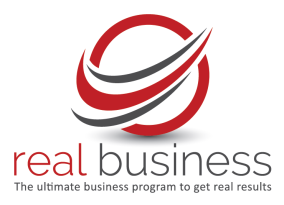 real business
The ultimate business program to get real results